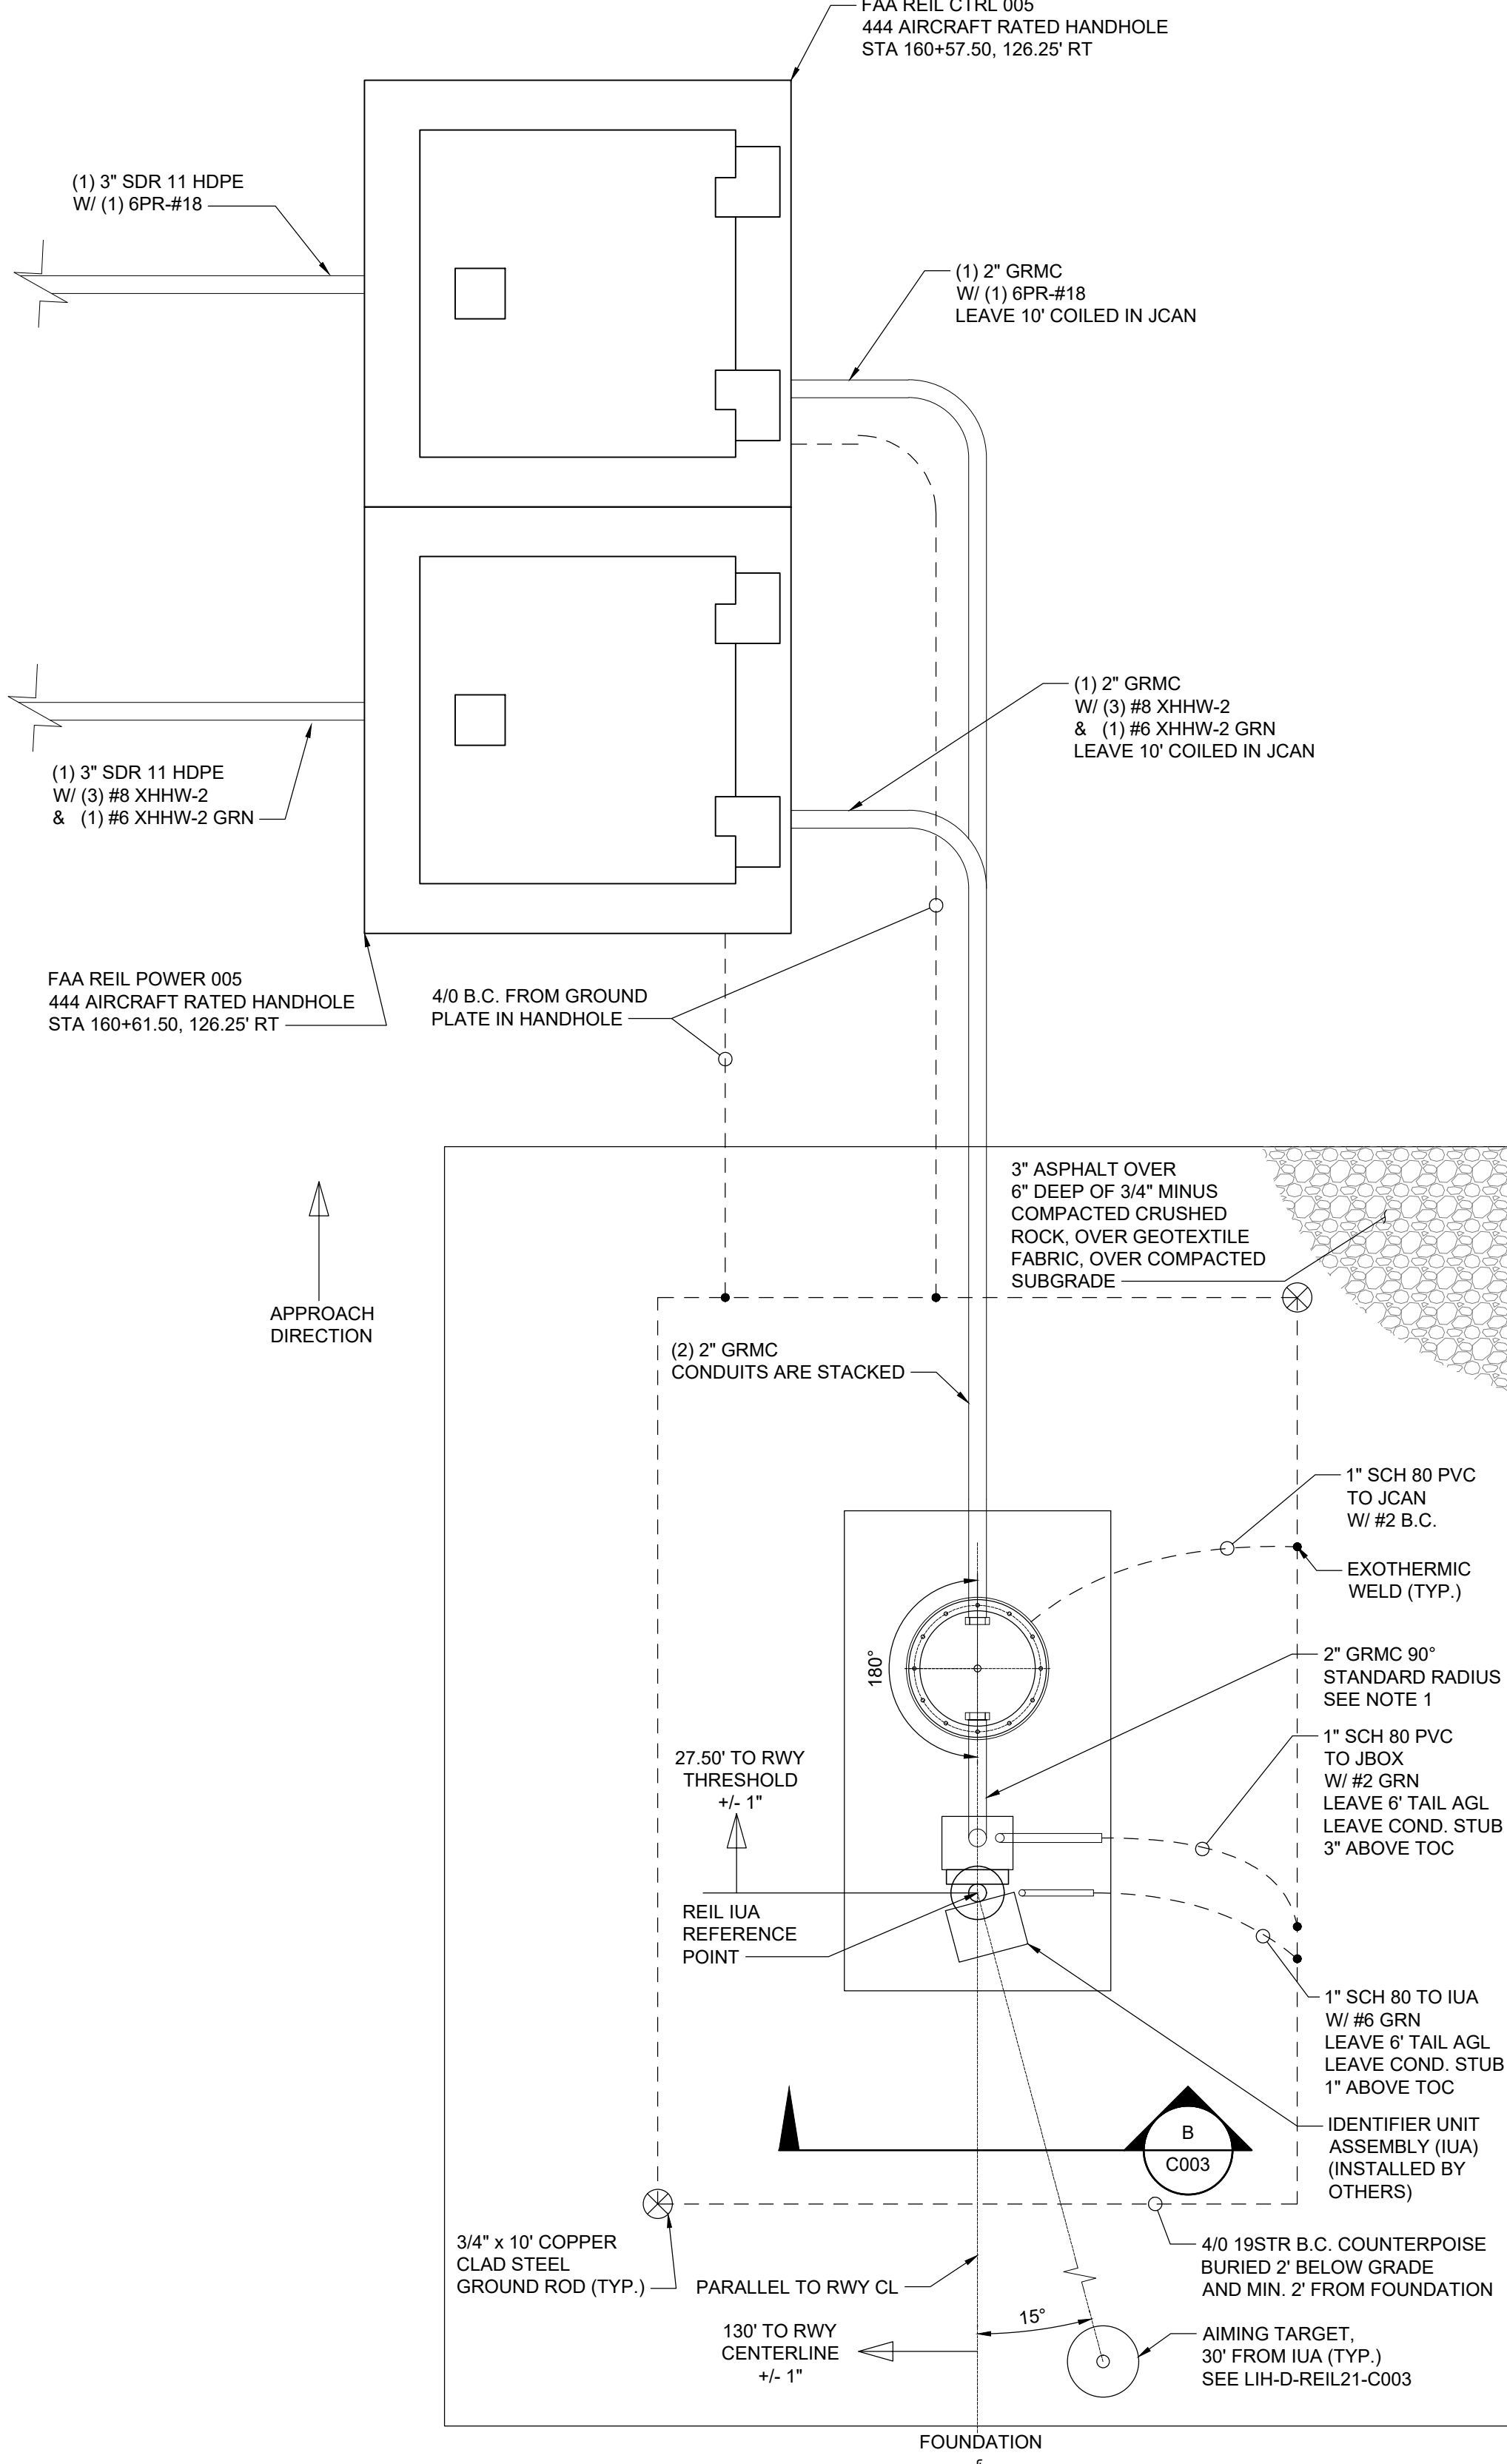 FAA REIL CTRL 005
444 AIRCRAFT RATED HANDHOLE
STA 160+57.50, 126.25' RT
(1) 3" SDR 11 HDPE
W/ (1) 6PR-#18
(1) 2" GRMC
W/ (1) 6PR-#18
LEAVE 10' COILED IN JCAN
(1) 2" GRMC
W/ (3) #8 XHHW-2
& (1) #6 XHHW-2 GRN
LEAVE 10' COILED IN JCAN
(1) 3" SDR 11 HDPE
W/ (3) #8 XHHW-2
& (1) #6 XHHW-2 GRN
FAA REIL POWER 005
444 AIRCRAFT RATED HANDHOLE
STA 160+61.50, 126.25' RT
4/0 B.C. FROM GROUND
PLATE IN HANDHOLE
3" ASPHALT OVER
6" DEEP OF 3/4" MINUS
COMPACTED CRUSHED
ROCK, OVER GEOTEXTILE
FABRIC, OVER COMPACTED
SUBGRADE
APPROACH
DIRECTION
(2) 2" GRMC
CONDUITS ARE STACKED
1" SCH 80 PVC
TO JCAN
W/ #2 B.C.
EXOTHERMIC
WELD (TYP.)
180°
2" GRMC 90°
STANDARD RADIUS
SEE NOTE 1
1" SCH 80 PVC
TO JBOX
W/ #2 GRN
LEAVE 6' TAIL AGL
LEAVE COND. STUB
3" ABOVE TOC
27.50' TO RWY
THRESHOLD
+/- 1"
REIL IUA
REFERENCE
POINT
1" SCH 80 TO IUA
W/ #6 GRN
LEAVE 6' TAIL AGL
LEAVE COND. STUB
1" ABOVE TOC
IDENTIFIER UNIT
ASSEMBLY (IUA)
(INSTALLED BY
OTHERS)
B
C003
3/4" x 10' COPPER
CLAD STEEL
GROUND ROD (TYP.)
PARALLEL TO RWY CL
4/0 19STR B.C. COUNTERPOISE
BURIED 2' BELOW GRADE
AND MIN. 2' FROM FOUNDATION
130' TO RWY
CENTERLINE
+/- 1"
15°
AIMING TARGET,
30' FROM IUA (TYP.)
SEE LIH-D-REIL21-C003
FOUNDATION